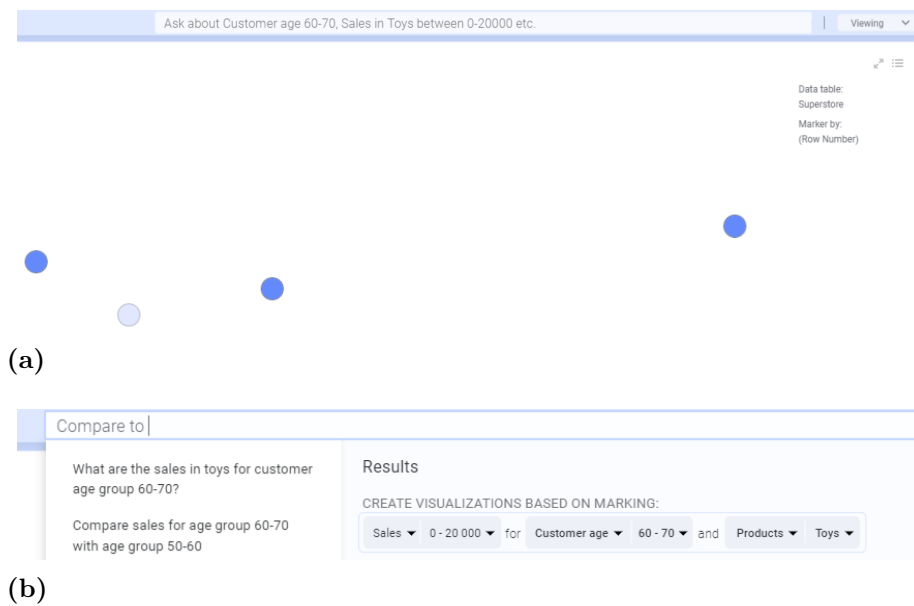 Ask about Customer age 60-70, Sales in Toys between 0-20000 etc.
Viewing
Data table:
Superstore
Marker by:
(Row Number)
(a)
Compare to
What are the sales in toys for customer
age group 60-70?
Compare sales for age group 60-70
with age group 50-60
Results
CREATE VISUALIZATIONS BASED ON MARKING:
Sales 0 - 20 000 for Customer age 60 - 70 and Products Toys
(b)